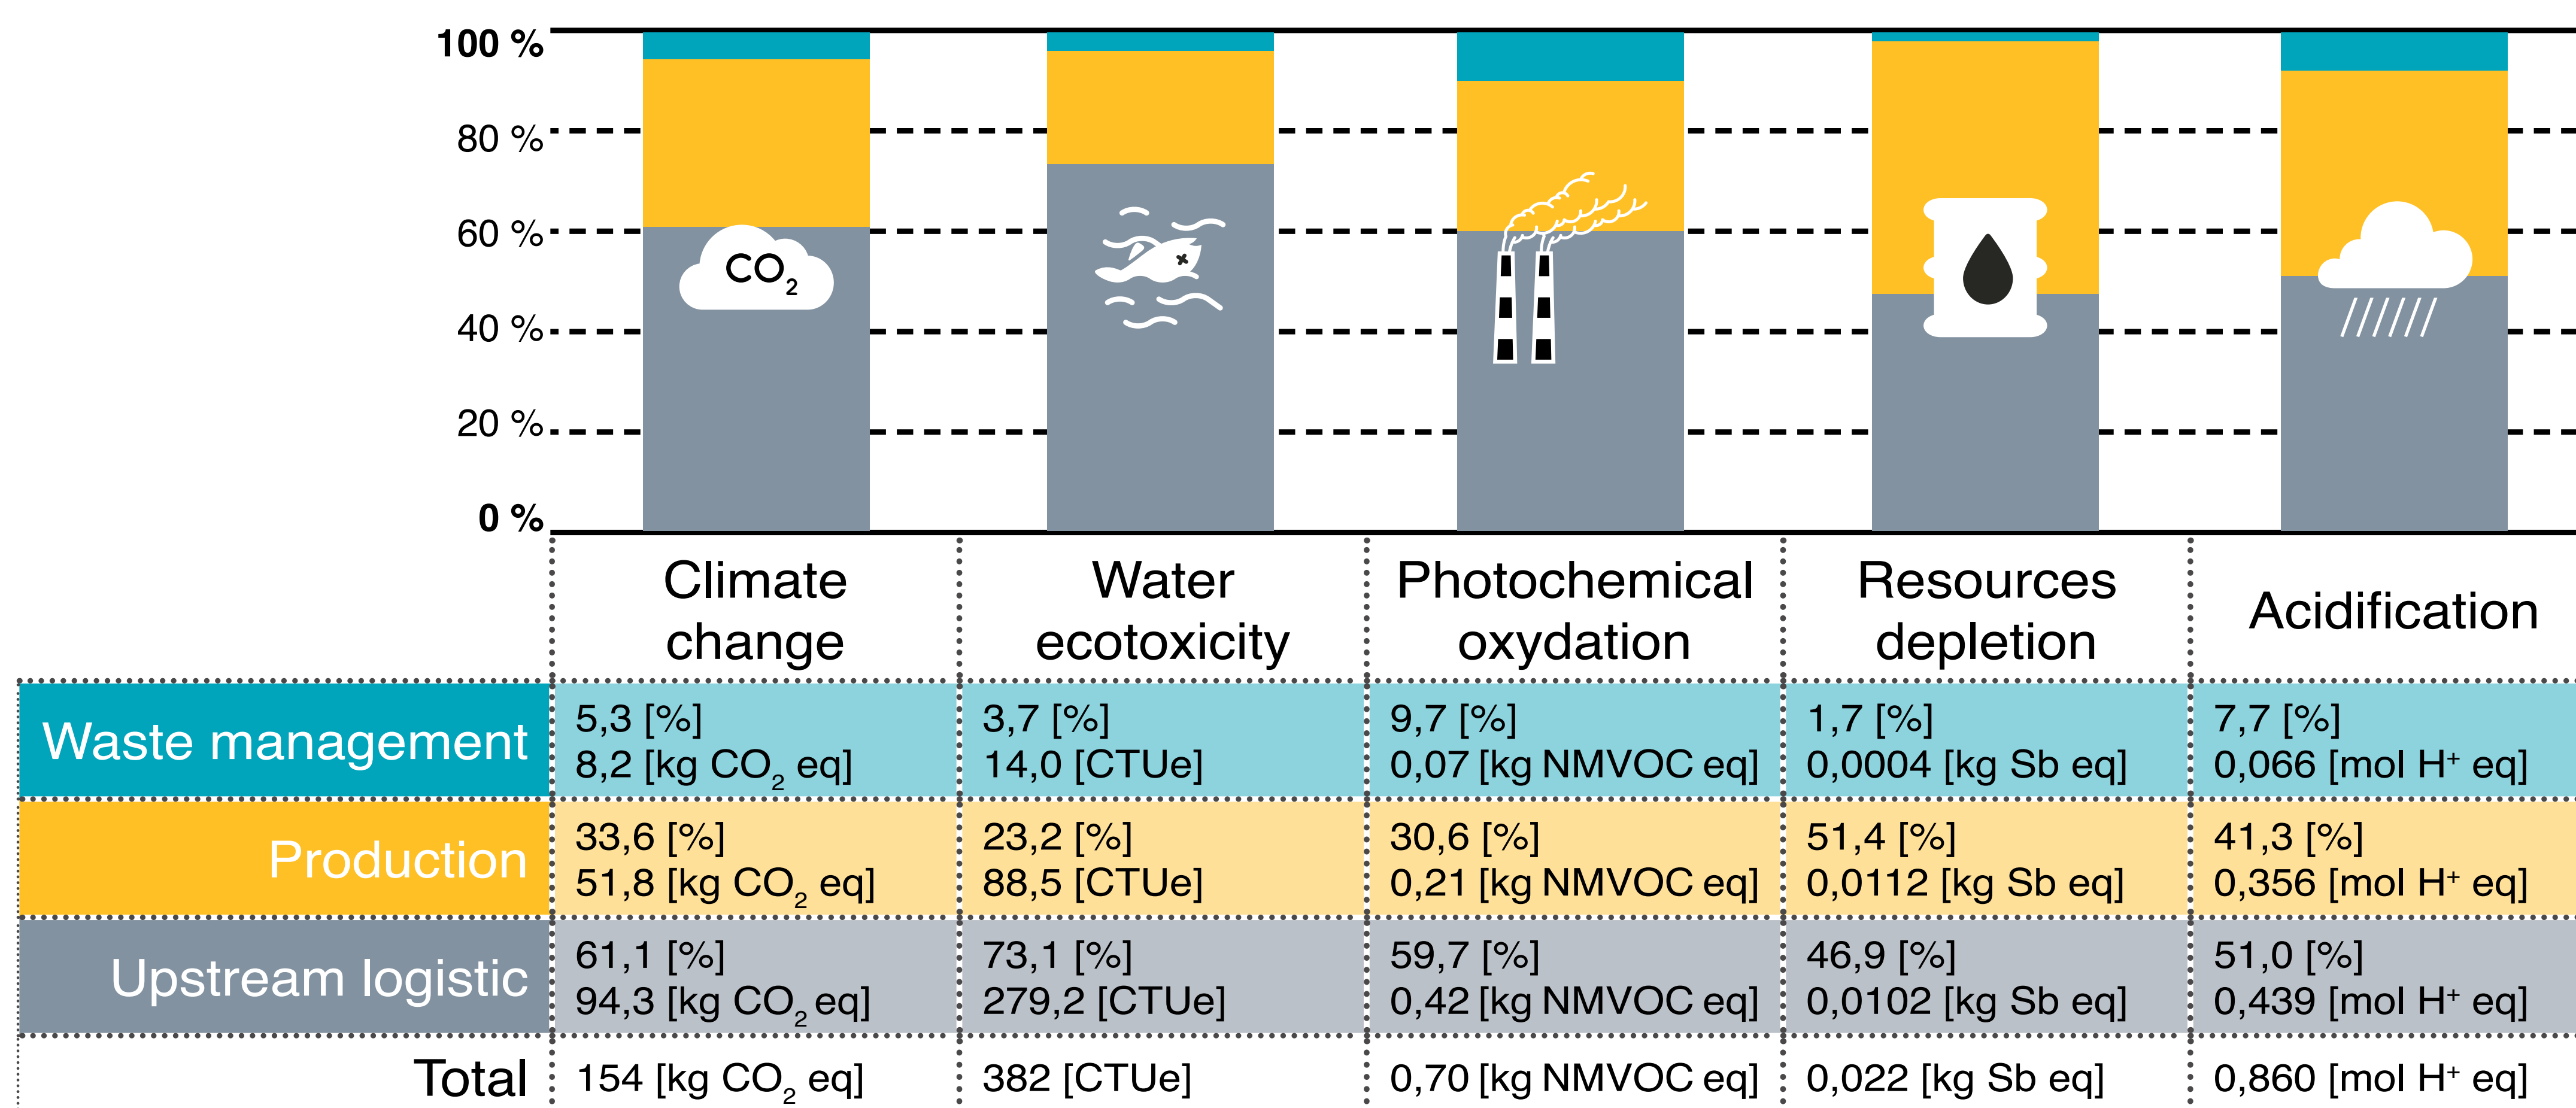 100 %
80 %
60 %
40 %
20 %
0 %
CO₂
Climate
change
Water
ecotoxicity
Photochemical
oxydation
Resources
depletion
Acidification
Waste management
5,3 [%]
8,2 [kg CO₂ eq]
3,7 [%]
14,0 [CTUe]
9,7 [%]
0,07 [kg NMVOC eq]
1,7 [%]
0,0004 [kg Sb eq]
7,7 [%]
0,066 [mol H⁺ eq]
Production
33,6 [%]
51,8 [kg CO₂ eq]
23,2 [%]
88,5 [CTUe]
30,6 [%]
0,21 [kg NMVOC eq]
51,4 [%]
0,0112 [kg Sb eq]
41,3 [%]
0,356 [mol H⁺ eq]
Upstream logistic
61,1 [%]
94,3 [kg CO₂ eq]
73,1 [%]
279,2 [CTUe]
59,7 [%]
0,42 [kg NMVOC eq]
46,9 [%]
0,0102 [kg Sb eq]
51,0 [%]
0,439 [mol H⁺ eq]
Total
154 [kg CO₂ eq]
382 [CTUe]
0,70 [kg NMVOC eq]
0,022 [kg Sb eq]
0,860 [mol H⁺ eq]